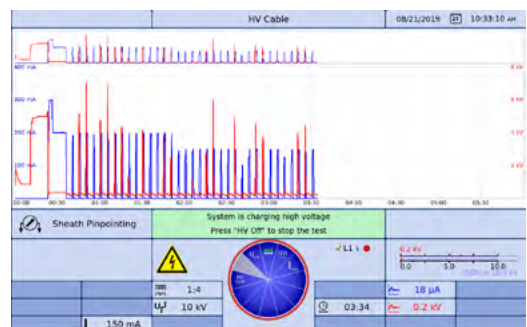 HV Cable 08/21/2019 10:33:10 AM
400 mA 8 kV
300 mA 6 kV
200 mA 4 kV
100 mA 2 kV
00:00 00:30 01:00 01:30 02:00 02:30 03:00 03:30 04:00 04:30 05:00 05:30
Sheath Pinpointing
System is charging high voltage
Press "HV Off" to stop the test
L1
0.2 kV
0.0 5.0 10.0
1:4 18 µA
10 kV 03:34 0.2 kV
150 mA